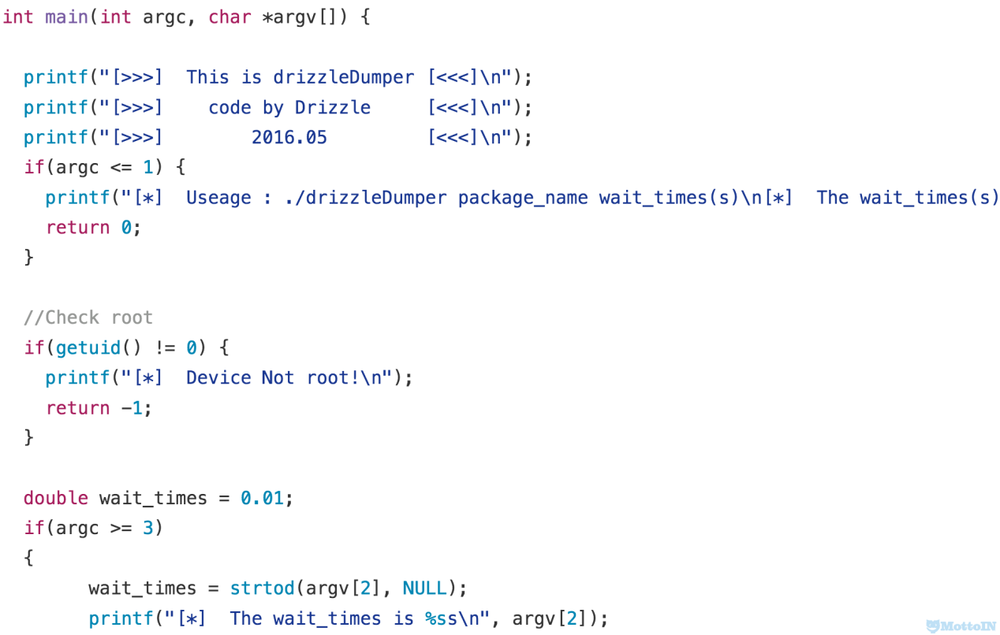 int main(int argc, char *argv[]) {
printf("[>>>]  This is drizzleDumper [<<<]\n");
printf("[>>>]    code by Drizzle     [<<<]\n");
printf("[>>>]        2016.05         [<<<]\n");
if(argc <= 1) {
printf("[*]  Useage : ./drizzleDumper package_name wait_times(s)\n[*]  The wait_times(s)
return 0;
}
//Check root
if(getuid() != 0) {
printf("[*]  Device Not root!\n");
return -1;
}
double wait_times = 0.01;
if(argc >= 3)
{
wait_times = strtod(argv[2], NULL);
printf("[*]  The wait_times is %ss\n", argv[2]);
MottoIN